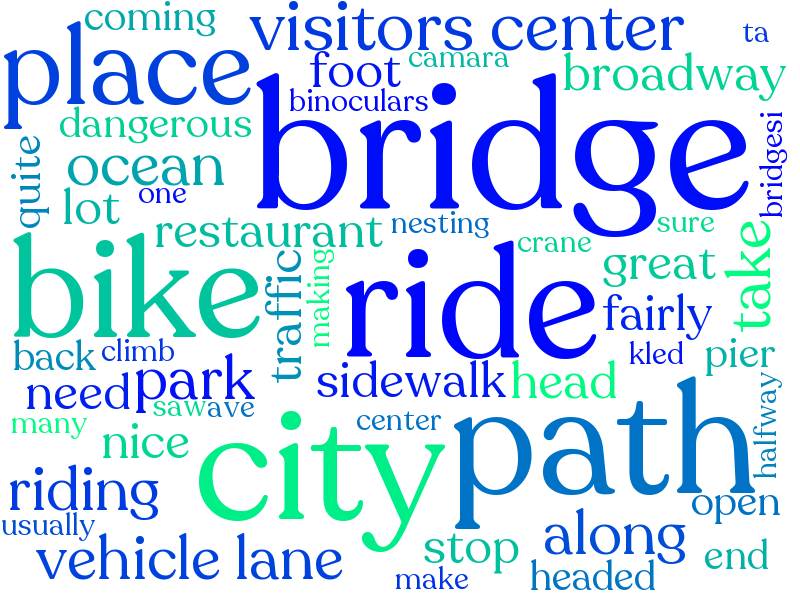 coming
visitors center
ta
place
foot
camara
broadway
binoculars
dangerous
bridge
bridgesi
quite
ocean
one
lot
restaurant
nesting
sure
crane
take
bike
traffic
making
ride
great
fairly
back
climb
kled
pier
need
park
sidewalk
head
many
saw
ave
center
path
halfway
nice
city
riding
open
usually
along
vehicle lane
stop
end
make
headed